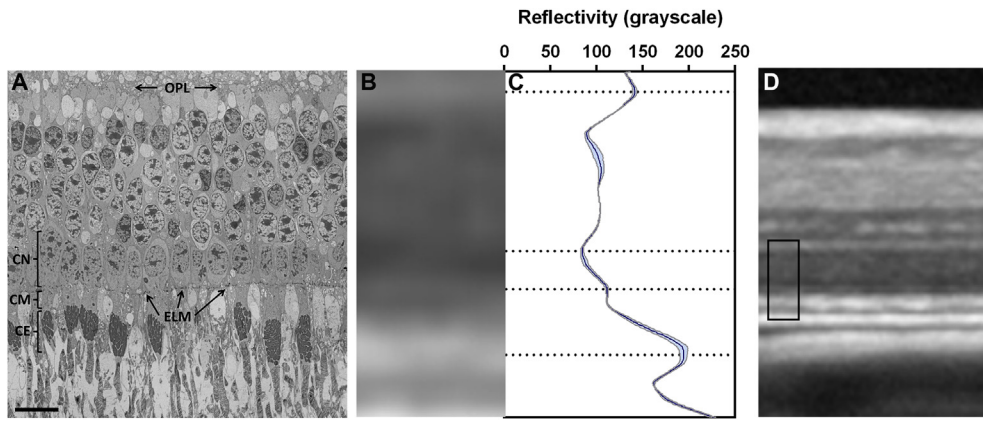 Reflectivity (grayscale)
0 50 100 150 200 250
A B C D
OPL
CN
CM
ELM
CE